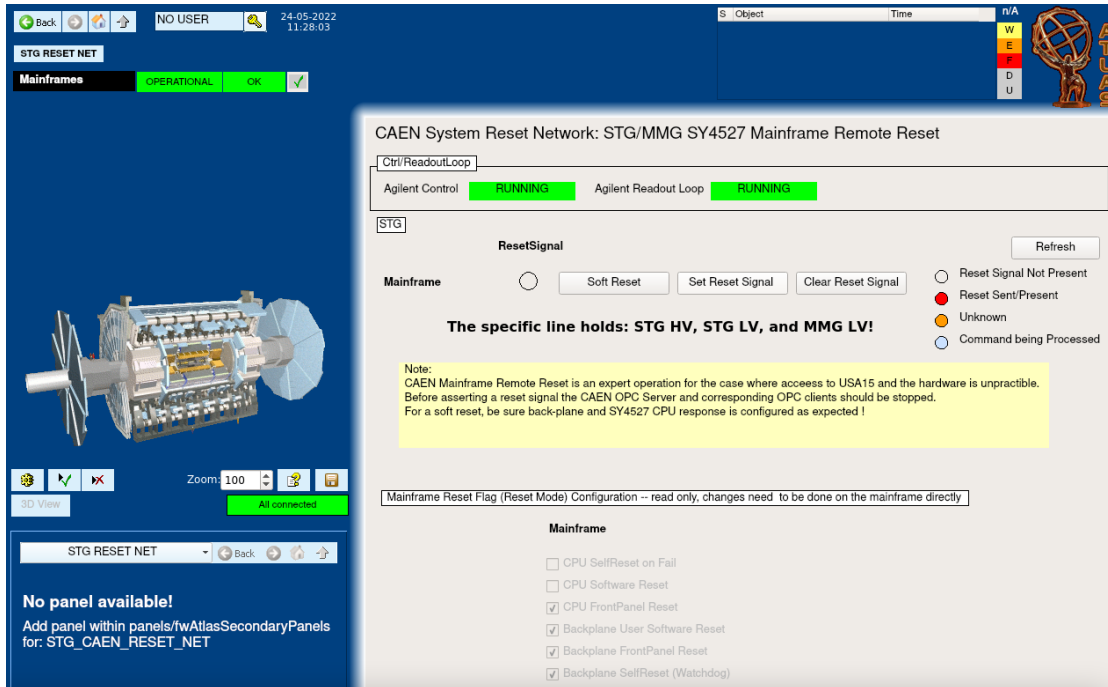 Back
NO USER
24-05-2022
11:28:03
STG RESET NET
Mainframes OPERATIONAL OK
S Object Time
n/A
W
E
F
D
U
CAEN System Reset Network: STG/MMG SY4527 Mainframe Remote Reset
Ctrl/ReadoutLoop
Agilent Control RUNNING Agilent Readout Loop RUNNING
STG
ResetSignal
Refresh
Mainframe Soft Reset Set Reset Signal Clear Reset Signal
Reset Signal Not Present
Reset Sent/Present
Unknown
Command being Processed
The specific line holds: STG HV, STG LV, and MMG LV!
Note:
CAEN Mainframe Remote Reset is an expert operation for the case where acceess to USA15 and the hardware is unpractible.
Before asserting a reset signal the CAEN OPC Server and corresponding OPC clients should be stopped.
For a soft reset, be sure back-plane and SY4527 CPU response is configured as expected !
Mainframe Reset Flag (Reset Mode) Configuration -- read only, changes need to be done on the mainframe directly
Mainframe
CPU SelfReset on Fail
CPU Software Reset
CPU FrontPanel Reset
Backplane User Software Reset
Backplane FrontPanel Reset
Backplane SelfReset (Watchdog)
Zoom: 100
3D View
All connected
STG RESET NET Back
No panel available!
Add panel within panels/fwAtlasSecondaryPanels
for: STG_CAEN_RESET_NET